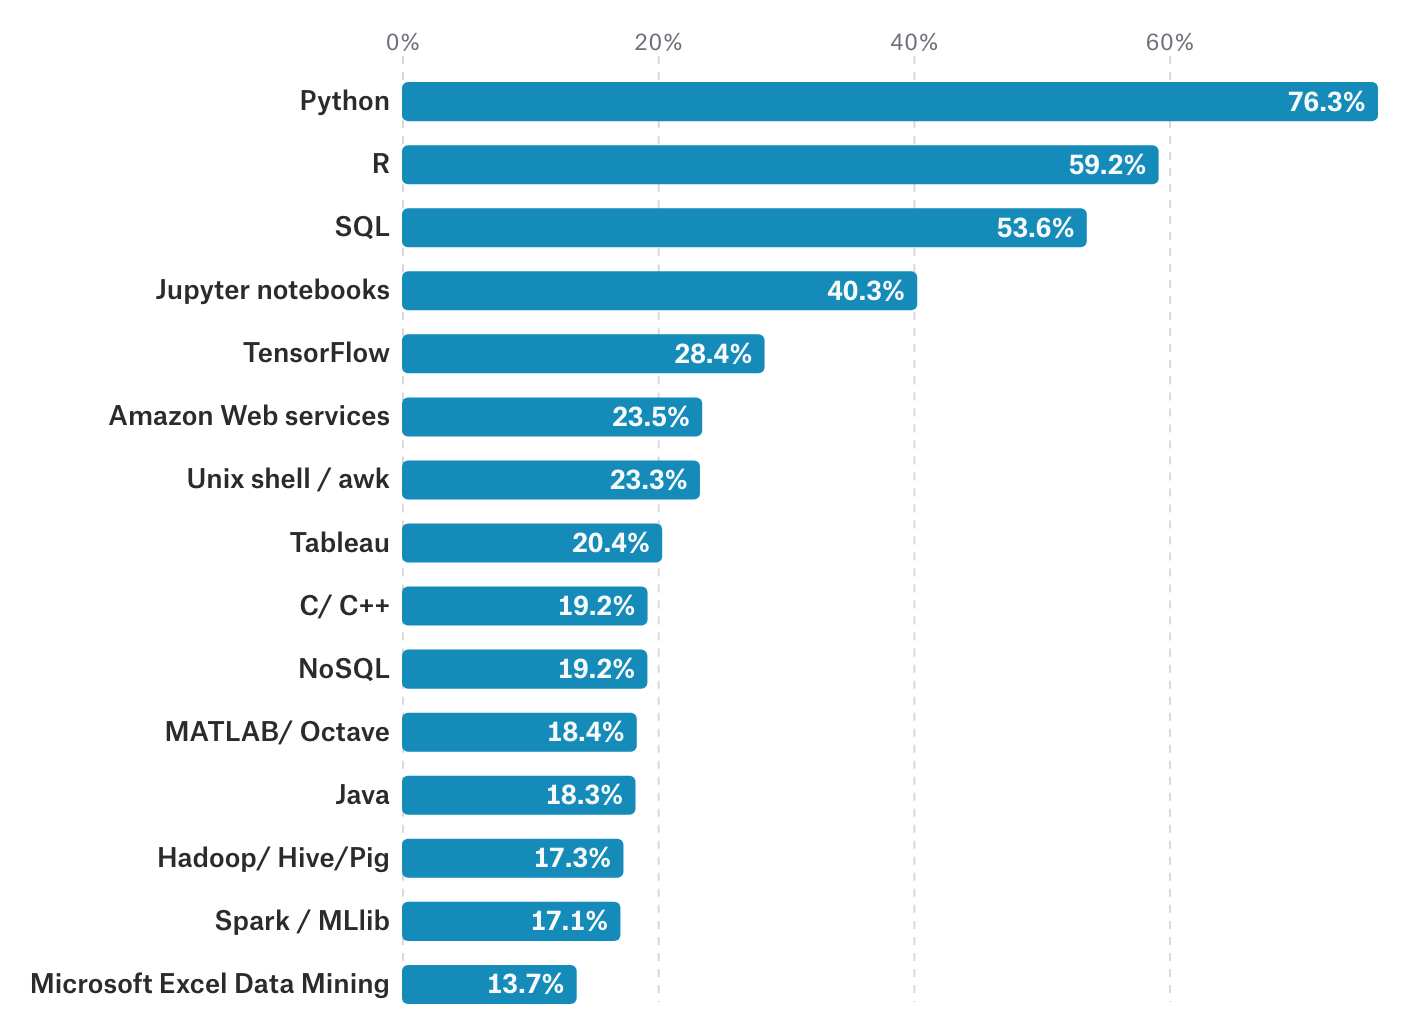 0% 20% 40% 60%
Python 76.3%
R 59.2%
SQL 53.6%
Jupyter notebooks 40.3%
TensorFlow 28.4%
Amazon Web services 23.5%
Unix shell / awk 23.3%
Tableau 20.4%
C/ C++ 19.2%
NoSQL 19.2%
MATLAB/ Octave 18.4%
Java 18.3%
Hadoop/ Hive/Pig 17.3%
Spark / MLlib 17.1%
Microsoft Excel Data Mining 13.7%